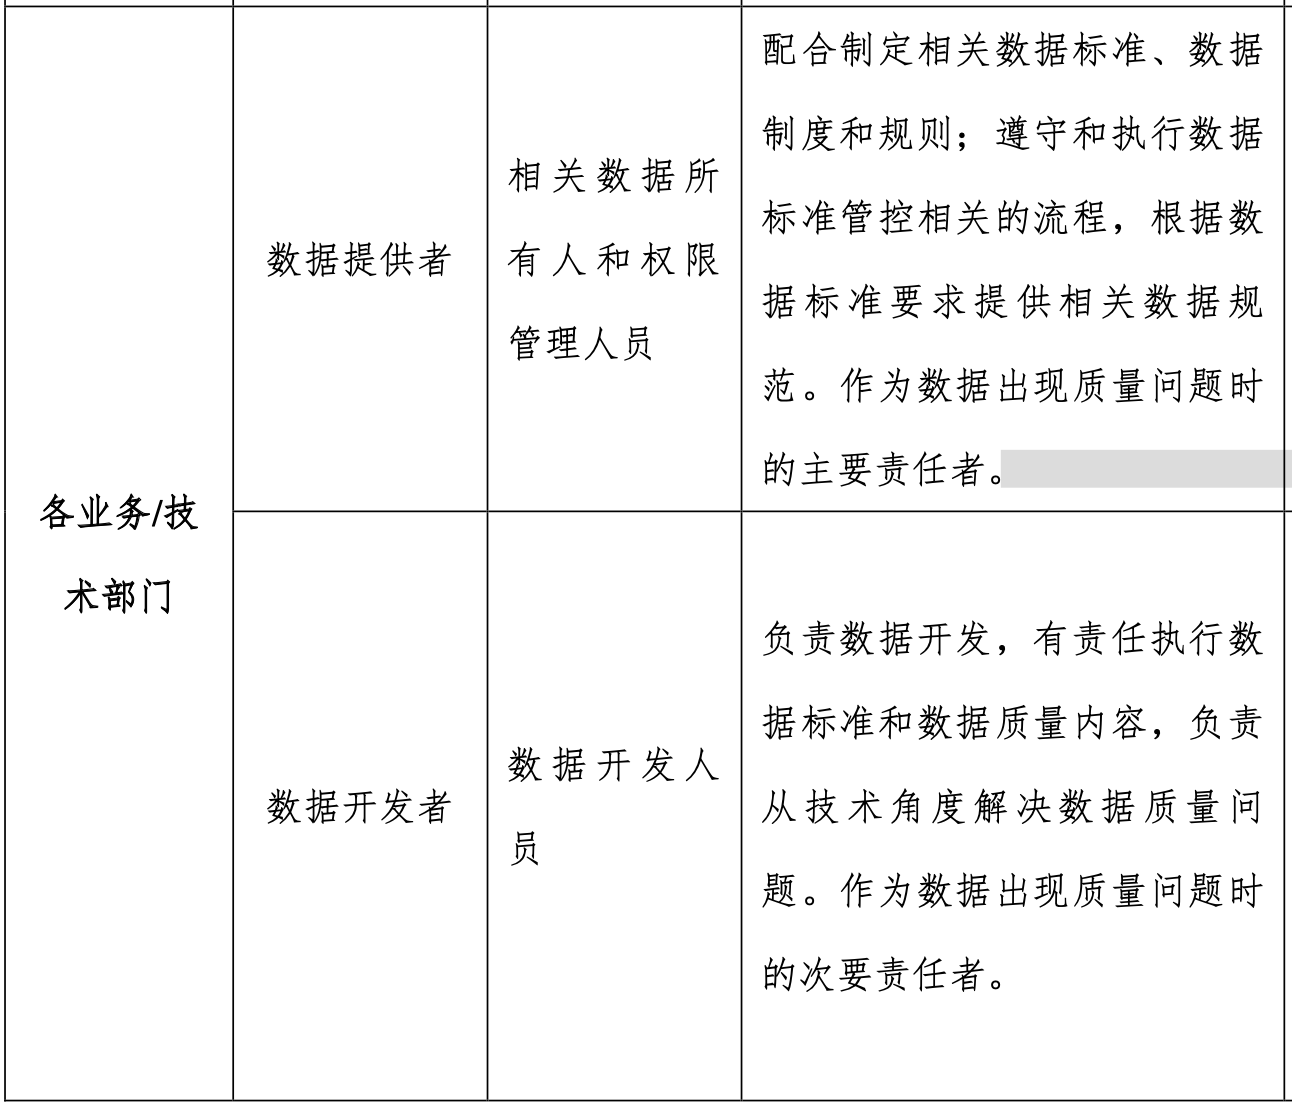 各业务/技
术部门
数据提供者
相关数据所
有人和权限
管理人员
配合制定相关数据标准、数据
制度和规则；遵守和执行数据
标准管控相关的流程，根据数
据标准要求提供相关数据规
范。作为数据出现质量问题时
的主要责任者。
数据开发者
数据开发人
员
负责数据开发，有责任执行数
据标准和数据质量内容，负责
从技术角度解决数据质量问
题。作为数据出现质量问题时
的次要责任者。